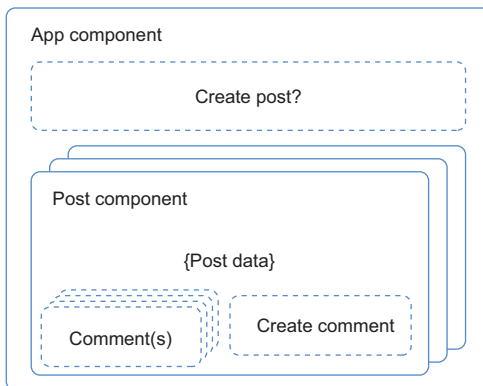 App component
Create post?
Post component
{Post data}
Comment(s)
Create comment